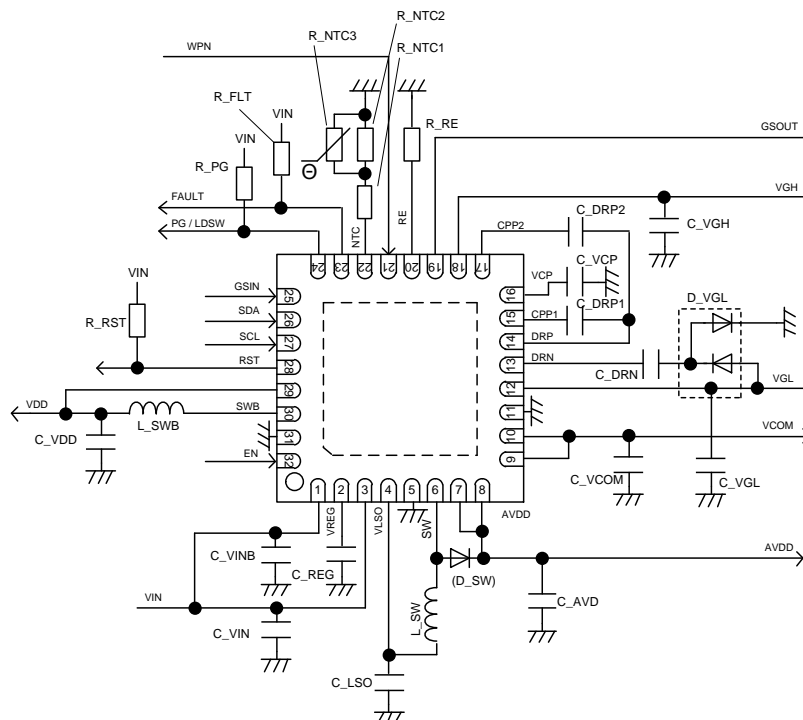 R_NTC2
R_NTC3
WPN
R_NTC1
R_FLT
VIN
R_RE
GSOUT
VIN
R_PG
Θ
FAULT
VGH
C_DRP2
PG / LDSW
NTC
RE
CPP2
C_VGH
24
23
22
21
20
19
18
17
VCP
C_VCP
VIN
GSIN
25
16
C_DRP1
D_VGL
SDA
26
15
CPP1
R_RST
SCL
27
14
DRP
RST
28
13
DRN
C_DRN
29
12
VGL
VDD
SWB
30
11
L_SWB
C_VDD
31
10
VCOM
EN
32
9
C_VCOM
C_VGL
1
2
3
4
5
6
7
8
VREG
VLSO
SW
AVDD
C_VINB
C_REG
AVDD
(D_SW)
VIN
C_AVD
L_SW
C_VIN
C_LSO